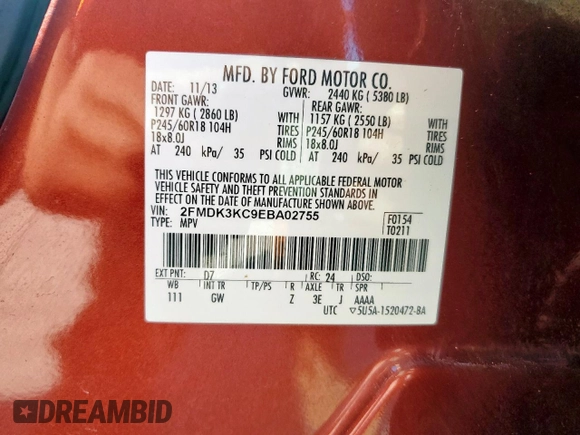 MFD. BY FORD MOTOR CO.
DATE: 11/13 GVWR: 2440 KG ( 5380 LB)
FRONT GAWR: REAR GAWR:
1297 KG ( 2860 LB) WITH 1157 KG ( 2550 LB) WITH
P245/60R18 104H TIRES P245/60R18 104H TIRES
18x8.0J RIMS 18x8.0J RIMS
AT 240 kPa/ 35 PSI COLD AT 240 kPa/ 35 PSI COLD
THIS VEHICLE CONFORMS TO ALL APPLICABLE FEDERAL MOTOR
VEHICLE SAFETY AND THEFT PREVENTION STANDARDS IN
EFFECT ON THE DATE OF MANUFACTURE SHOWN ABOVE.
VIN: 2FMDK3KC9EBA02755 F0154
TYPE: MPV T0211
EXT PNT: D7 RC: 24 DSO:
WB INT TR TP/PS R AXLE TR SPR
111 GW Z 3E J AAAA
UTC ▽5U5A-1520472-BA
DREAMBID